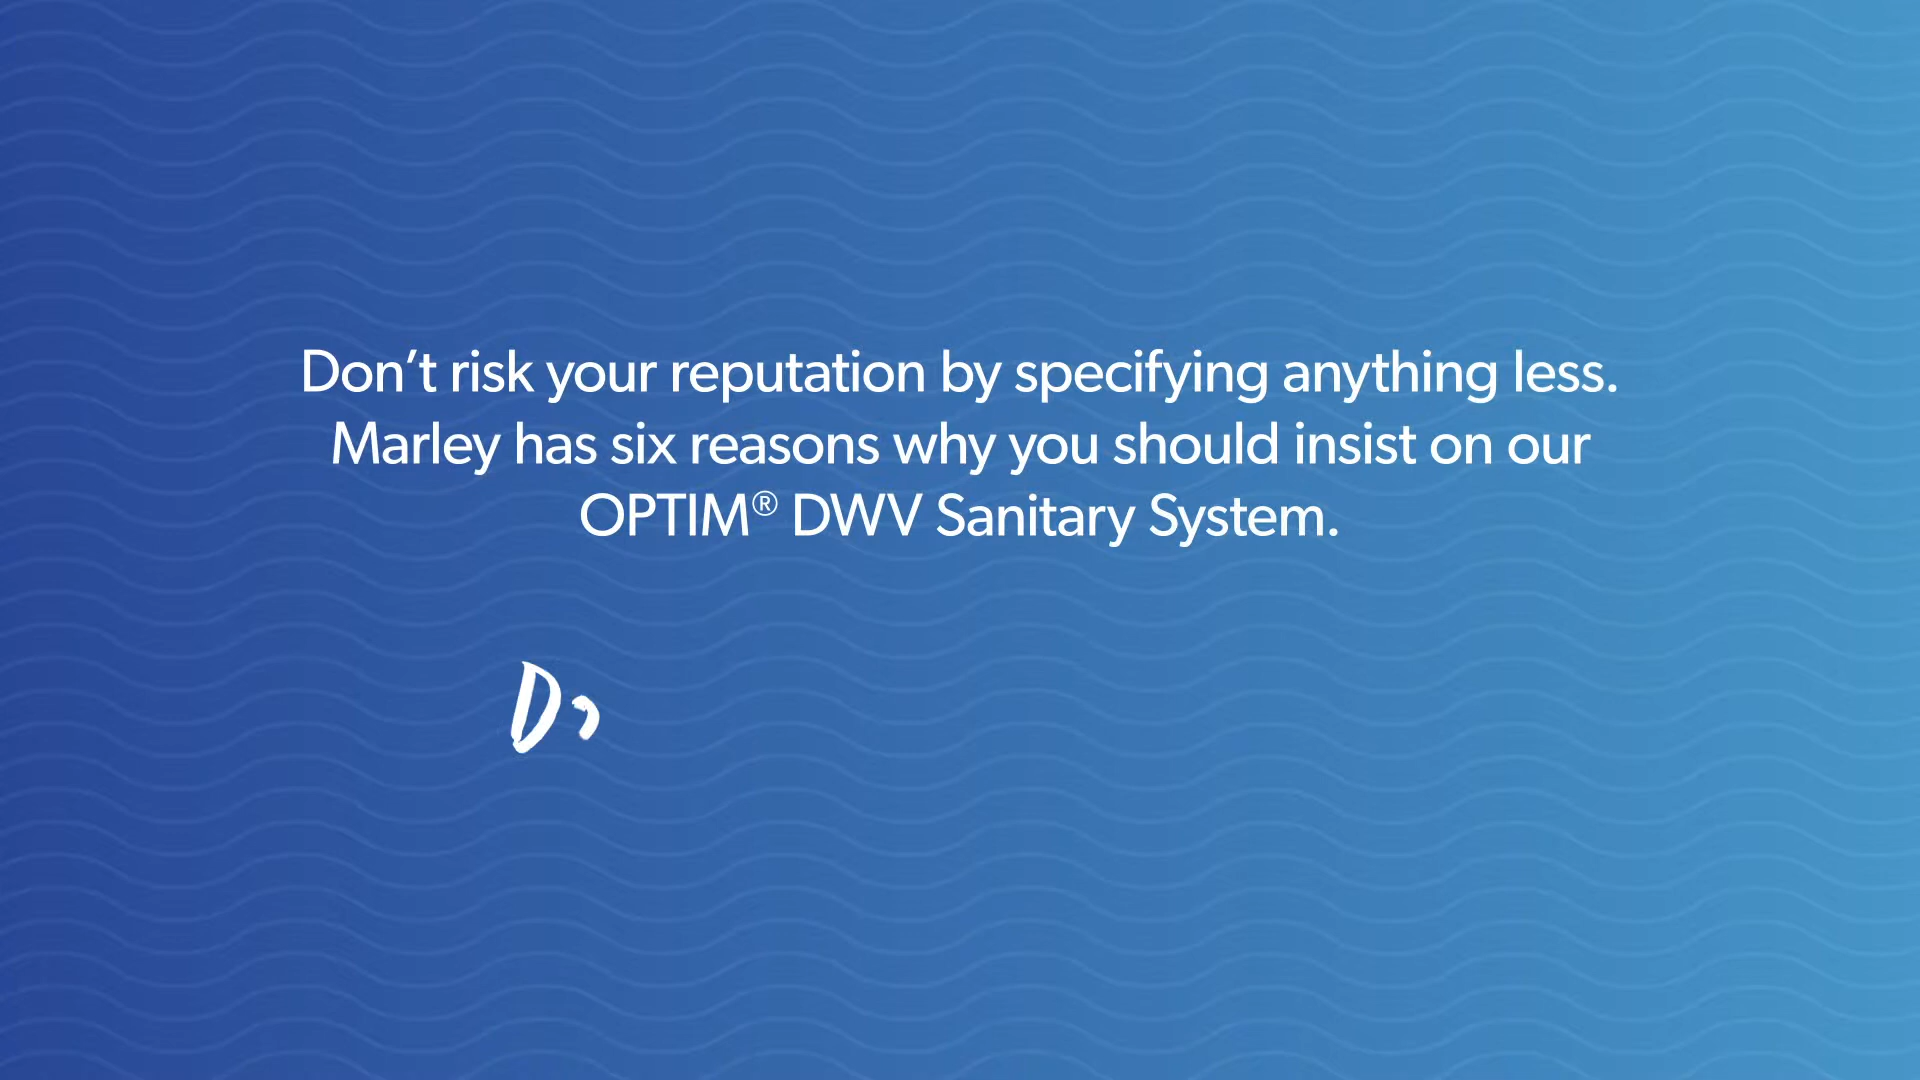 Don't risk your reputation by specifying anything less.
Marley has six reasons why you should insist on our
OPTIM® DWV Sanitary System.